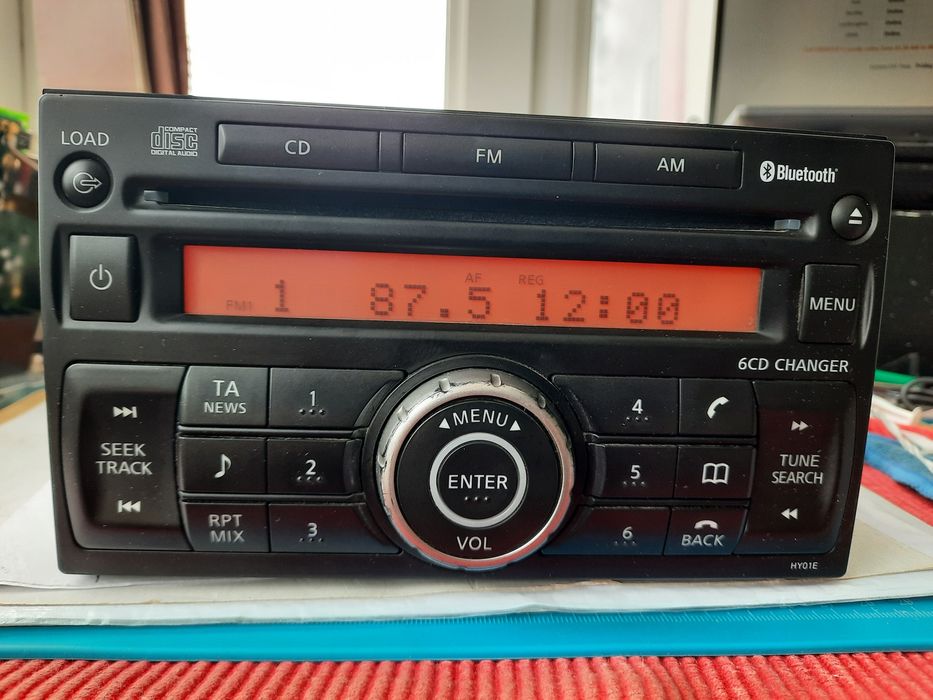 LOAD
COMPACT
disc
DIGITAL AUDIO
CD
FM
AM
Bluetooth
FM1 1 87.5 AF REG 12:00
MENU
6CD CHANGER
SEEK
TRACK
TA
NEWS
1
2
RPT
MIX
3
MENU
ENTER
VOL
4
5
6
BACK
TUNE
SEARCH
HY01E